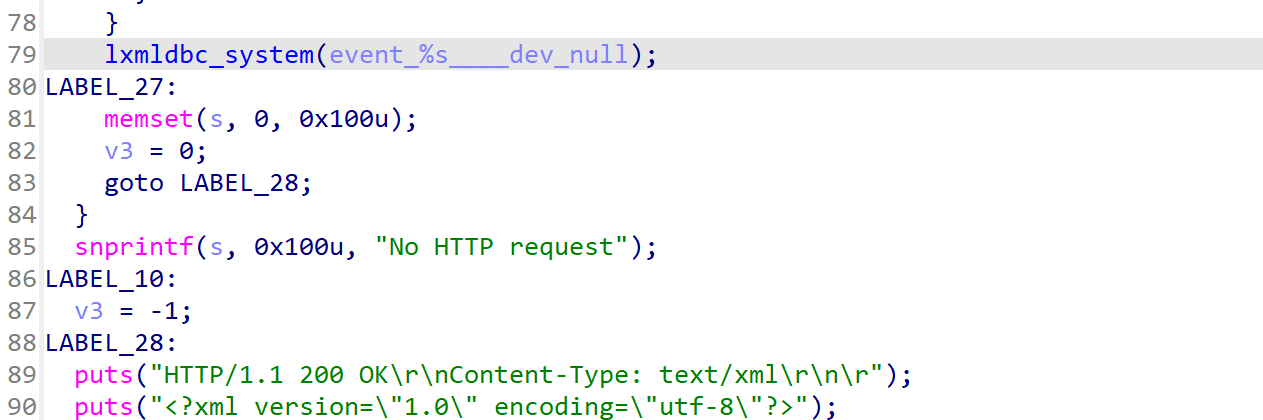 78 }
79 lxmldbc_system(event_%s____dev_null);
80 LABEL_27:
81 memset(s, 0, 0x100u);
82 v3 = 0;
83 goto LABEL_28;
84 }
85 snprintf(s, 0x100u, "No HTTP request");
86 LABEL_10:
87 v3 = -1;
88 LABEL_28:
89 puts("HTTP/1.1 200 OK\r\nContent-Type: text/xml\r\n\r");
90 puts("<?xml version=\"1.0\" encoding=\"utf-8\"?>");